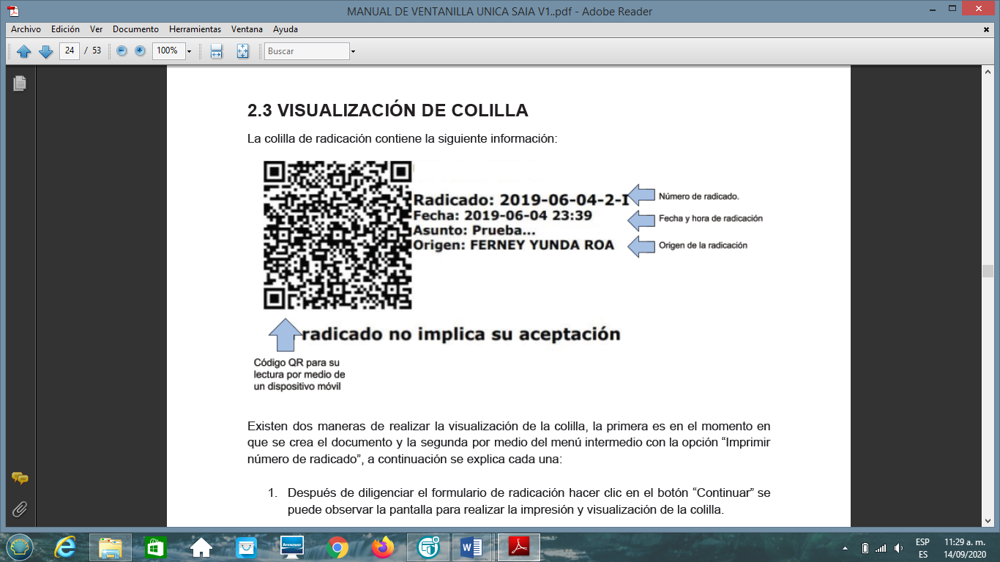 MANUAL DE VENTANILLA UNICA SAIA V1..pdf - Adobe Reader
Archivo Edición Ver Documento Herramientas Ventana Ayuda
24 / 53 100% Buscar
2.3 VISUALIZACIÓN DE COLILLA
La colilla de radicación contiene la siguiente información:
Radicado: 2019-06-04-2-I
Número de radicado.
Fecha: 2019-06-04 23:39
Fecha y hora de radicación
Asunto: Prueba...
Origen: FERNEY YUNDA ROA
Origen de la radicación
radicado no implica su aceptación
Código QR para su
lectura por medio de
un dispositivo móvil
Existen dos maneras de realizar la visualización de la colilla, la primera es en el momento en
que se crea el documento y la segunda por medio del menú intermedio con la opción “Imprimir
número de radicado”, a continuación se explica cada una:
1. Después de diligenciar el formulario de radicación hacer clic en el botón “Continuar” se
puede observar la pantalla para realizar la impresión y visualización de la colilla.
lenovo
ESP
ES
11:29 a. m.
14/09/2020